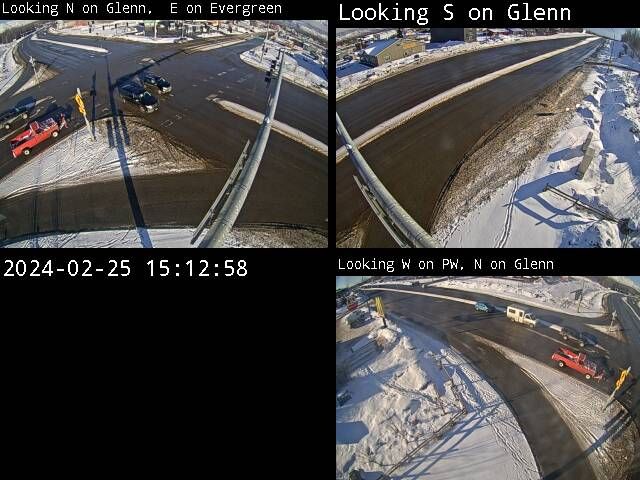 Looking N on Glenn,  E on Evergreen
Looking S on Glenn
2024-02-25 15:12:58
Looking W on PW, N on Glenn